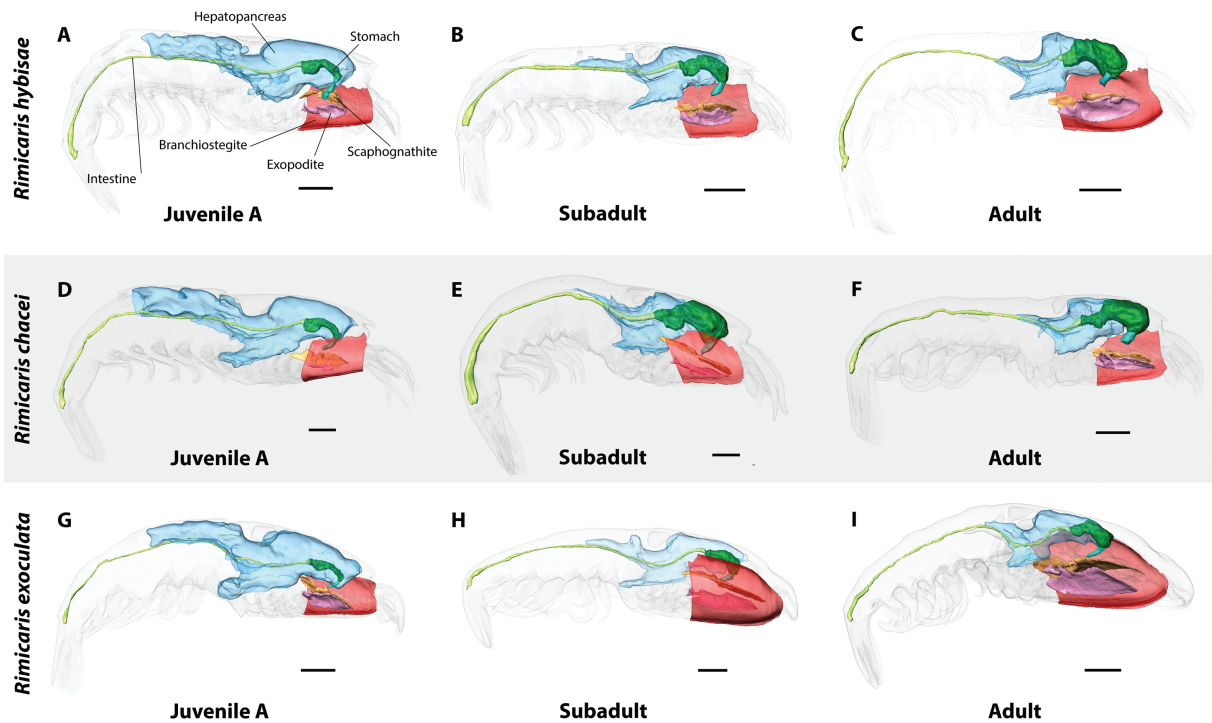 Rimicaris hybisae
A
Hepatopancreas
Stomach
Branchiostegite
Scaphognathite
Exopodite
Intestine
Juvenile A
B
Subadult
C
Adult
Rimicaris chacei
D
Juvenile A
E
Subadult
F
Adult
Rimicaris exoculata
G
Juvenile A
H
Subadult
I
Adult